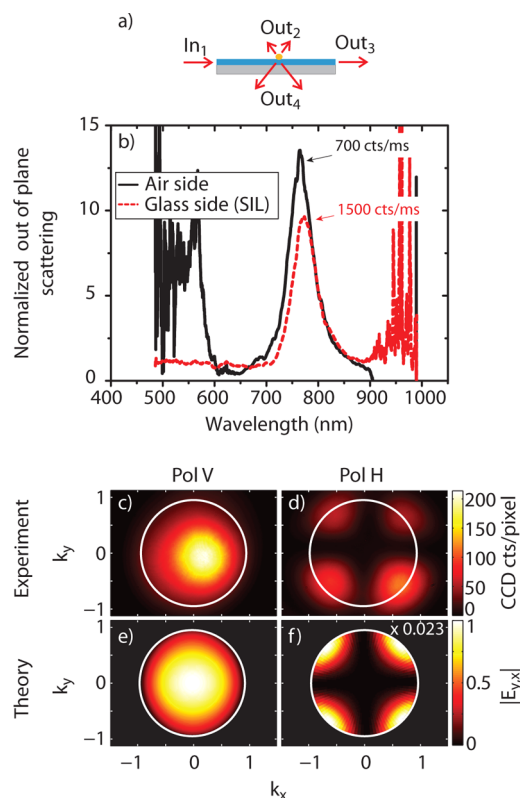 a)
In1
Out2
Out3
Out4
b)
15
10
5
0
Normalized out of plane
scattering
700 cts/ms
Air side
Glass side (SIL)
1500 cts/ms
400 500 600 700 800 900 1000
Wavelength (nm)
Pol V Pol H
Experiment
c)
d)
ky
1
0
−1
200
150
100
50
0
CCD cts/pixel
Theory
e)
f)
x 0.023
ky
1
0
−1
1
0.5
0
|Ey,x|
−1 0 1 −1 0 1
kx